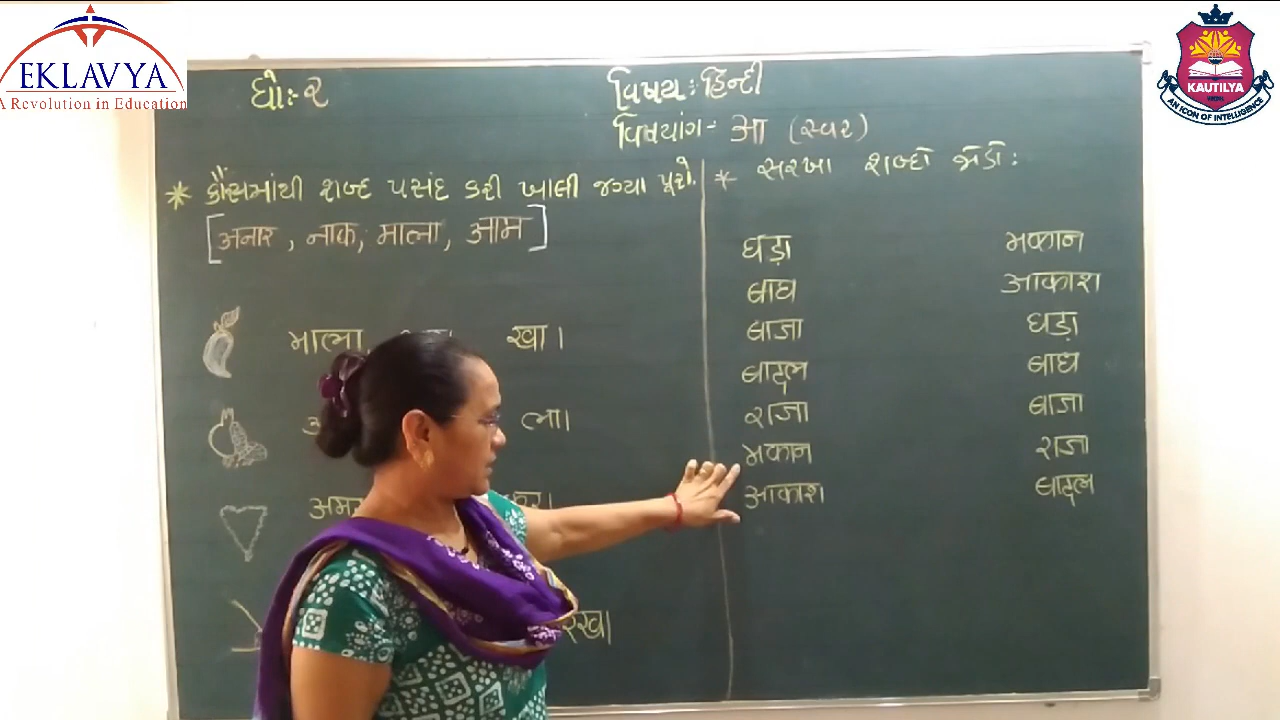 EKLAVYA
A Revolution in Education
KAUTILYA
AN ICON OF INTELLIGENCE
ધો:-૨
વિષય: હિન્દી
વિષયાંગ- आ (સ્વર)
* કૌંસમાંથી શબ્દ પસંદ કરી ખાલી જગ્યા પૂરો.
[अनार, नाक, माला, आम]
माला, खा।
ला।
अम
रख।
* સરખા શબ્દો જોડો:
घड़ा मकान
बाघ आकाश
बाजा घड़ा
बादल बाघ
राजा बाजा
मकान राजा
आकाश बादल